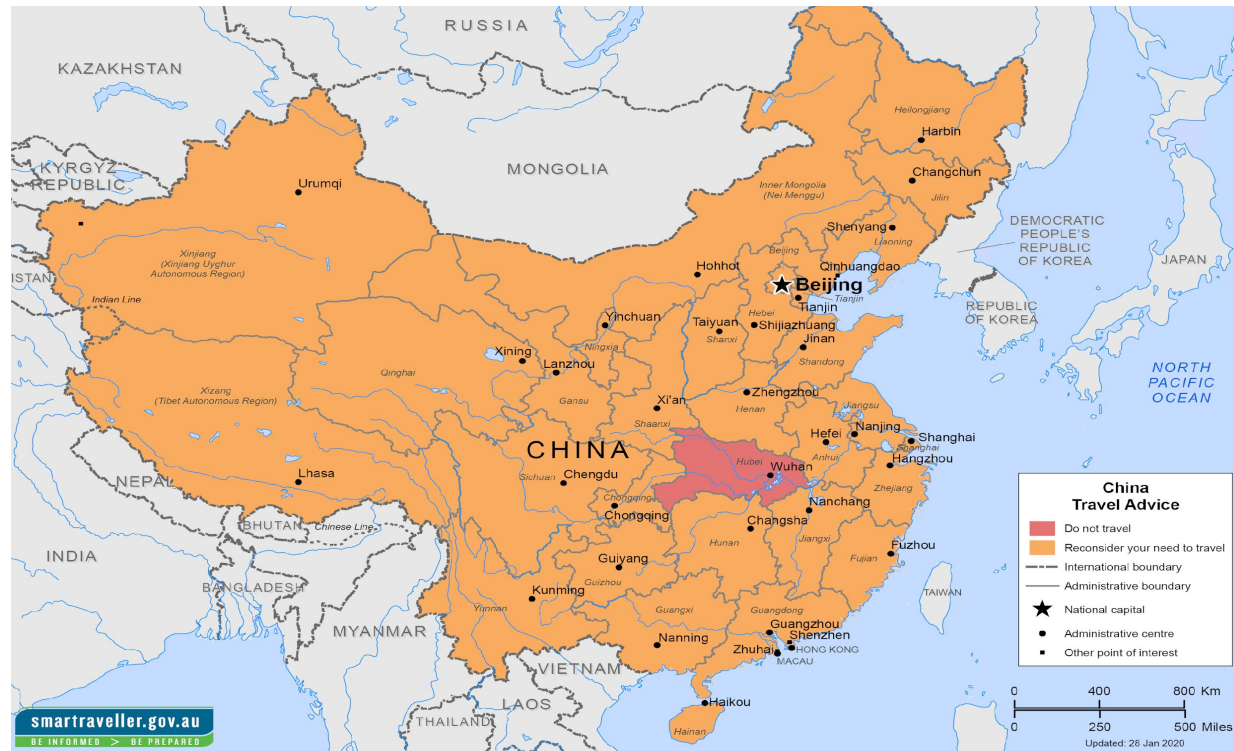 RUSSIA
KAZAKHSTAN
MONGOLIA
KYRGYZ
REPUBLIC
ISTAN
Urumqi
Xinjiang
(Xinjiang Uyghur
Autonomous Region)
Indian Line
Heilongjiang
Harbin
Changchun
Jilin
Inner Mongolia
(Nei Menggu)
Shenyang
Liaoning
DEMOCRATIC
PEOPLE'S
REPUBLIC
OF KOREA
JAPAN
REPUBLIC
OF KOREA
Beijing
Hohhot
Qinhuangdao
Beijing
Tianjin
Tianjin
Hebei
Yinchuan
Taiyuan
Shanxi
Shijiazhuang
Jinan
Shandong
Ningxia
Xining
Lanzhou
Qinghai
Gansu
NORTH
PACIFIC
OCEAN
Xizang
(Tibet Autonomous Region)
Xi'an
Shaanxi
Zhengzhou
Henan
Jiangsu
Nanjing
Hefei
Anhui
Shanghai
Shanghai
Hangzhou
Zhejiang
CHINA
Hubei
Wuhan
Sichuan
Chengdu
Chongqing
Chongqing
Lhasa
NEPAL
BHUTAN
Chinese Line
INDIA
BANGLADESH
MYANMAR
Nanchang
Changsha
Hunan
Jiangxi
Fuzhou
Fujian
Guiyang
Guizhou
Kunming
Yunnan
Guangxi
Guangdong
Guangzhou
Shenzhen
Nanning
Zhuhai
HONG KONG
MACAU
TAIWAN
VIETNAM
LAOS
THAILAND
Haikou
Hainan
China
Travel Advice
Do not travel
Reconsider your need to travel
International boundary
Administrative boundary
National capital
Administrative centre
Other point of interest
0 400 800 Km
0 250 500 Miles
Updated: 28 Jan 2020
smartraveller.gov.au
BE INFORMED > BE PREPARED